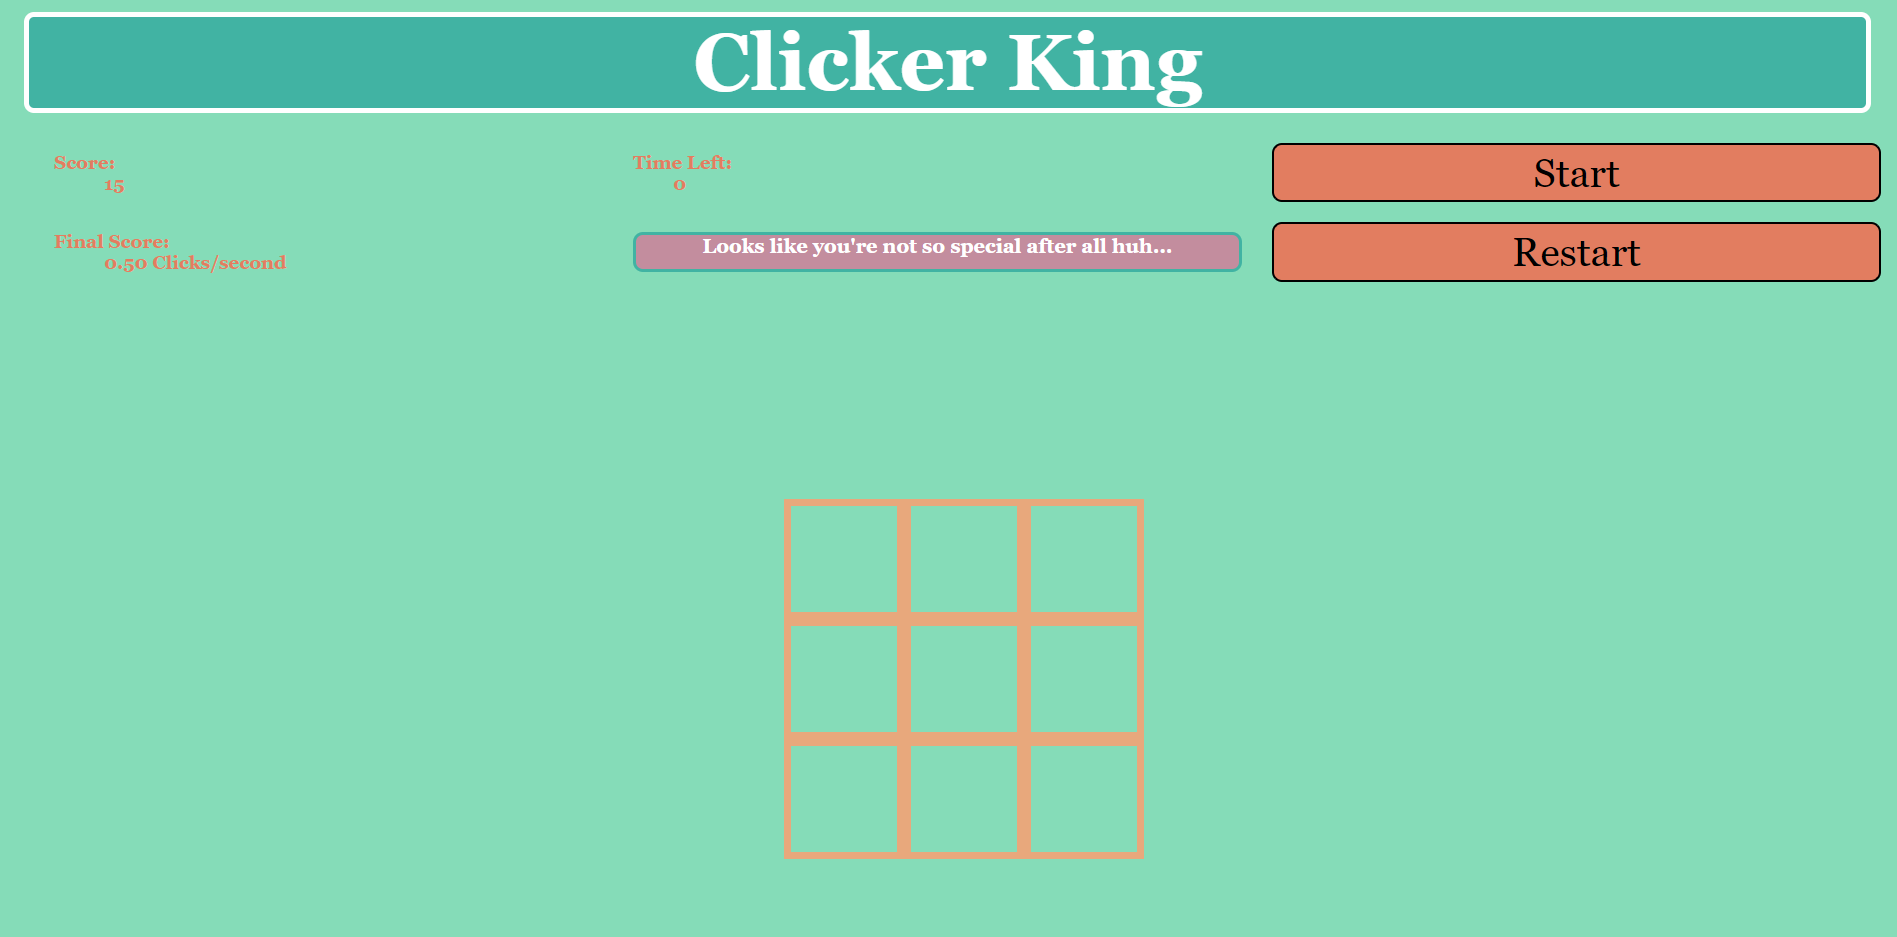 Clicker King
Score:
15
Time Left:
0
Start
Final Score:
0.50 Clicks/second
Looks like you're not so special after all huh...
Restart